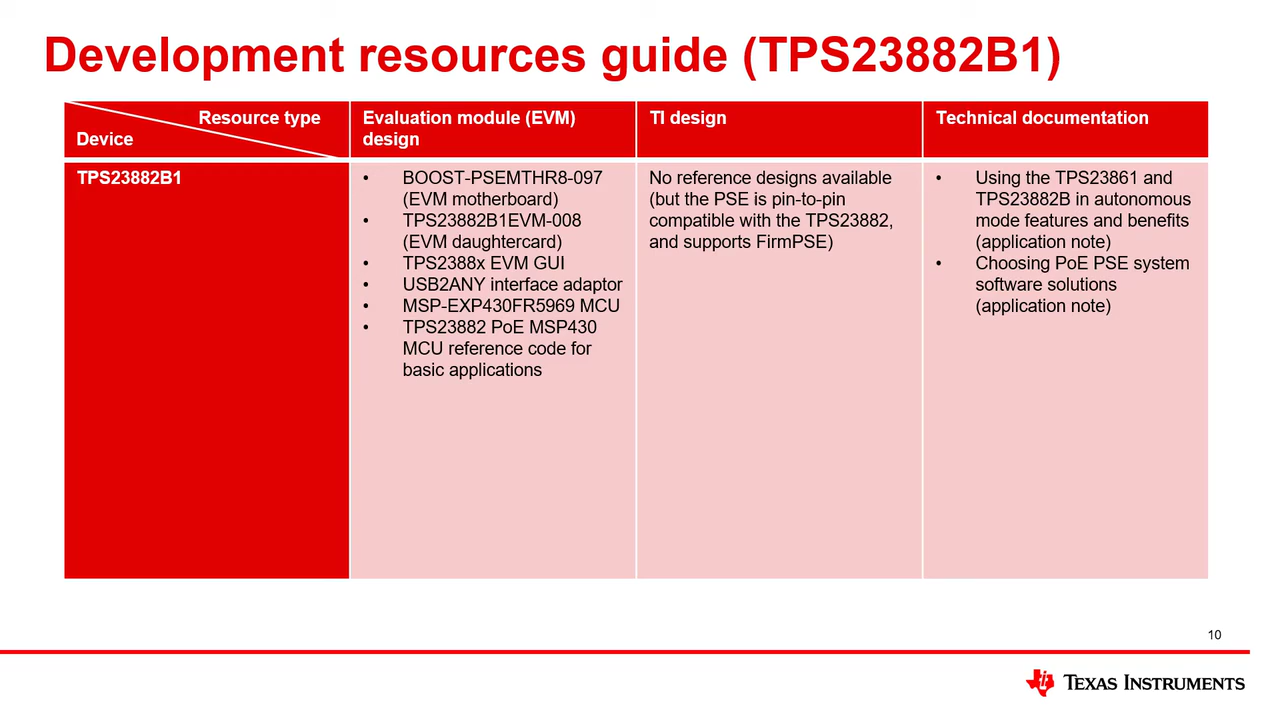 Development resources guide (TPS23882B1)
Resource type
Device
Evaluation module (EVM)
design
TI design
Technical documentation
TPS23882B1
• BOOST-PSEMTHR8-097
(EVM motherboard)
• TPS23882B1EVM-008
(EVM daughtercard)
• TPS2388x EVM GUI
• USB2ANY interface adaptor
• MSP-EXP430FR5969 MCU
• TPS23882 PoE MSP430
MCU reference code for
basic applications
No reference designs available
(but the PSE is pin-to-pin
compatible with the TPS23882,
and supports FirmPSE)
• Using the TPS23861 and
TPS23882B in autonomous
mode features and benefits
(application note)
• Choosing PoE PSE system
software solutions
(application note)
10
TEXAS INSTRUMENTS